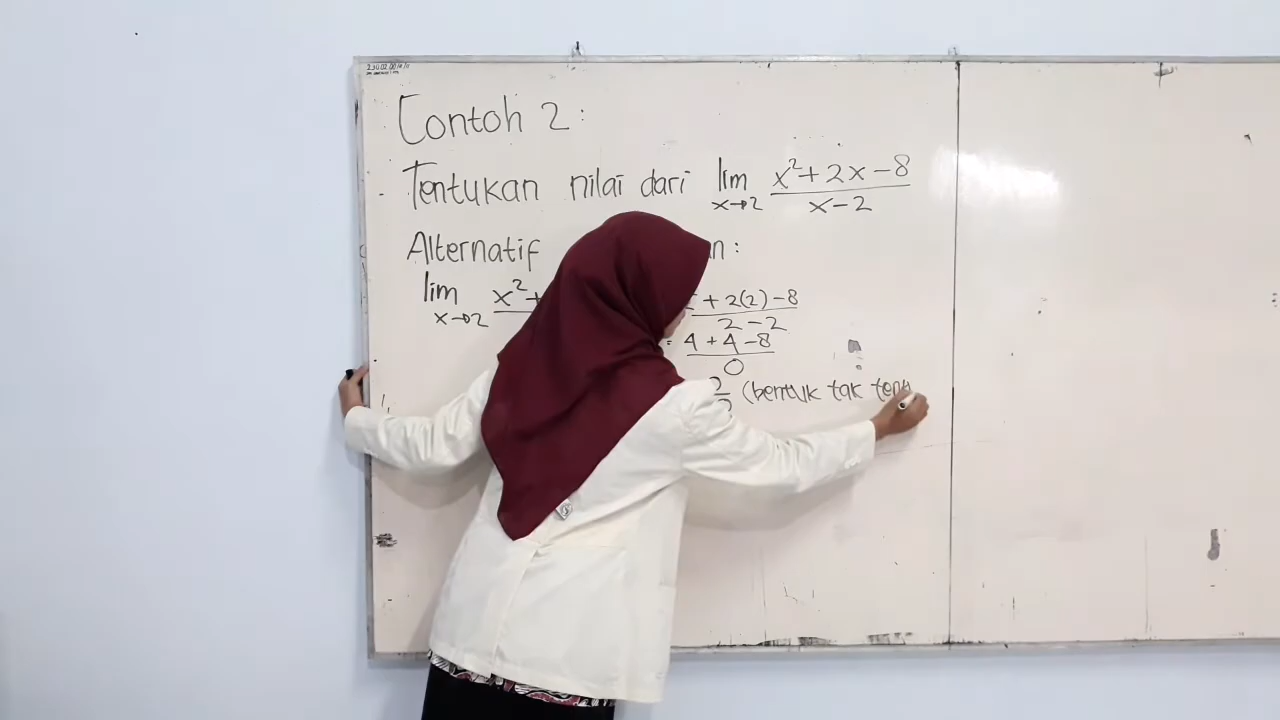 Contoh 2:
Tentukan nilai dari lim x→2 x²+2x-8 / x-2
Alternatif
lim x→2 x²+ + 2(2)-8 / 2-2
= 4+4-8 / 0
(bentuk tak